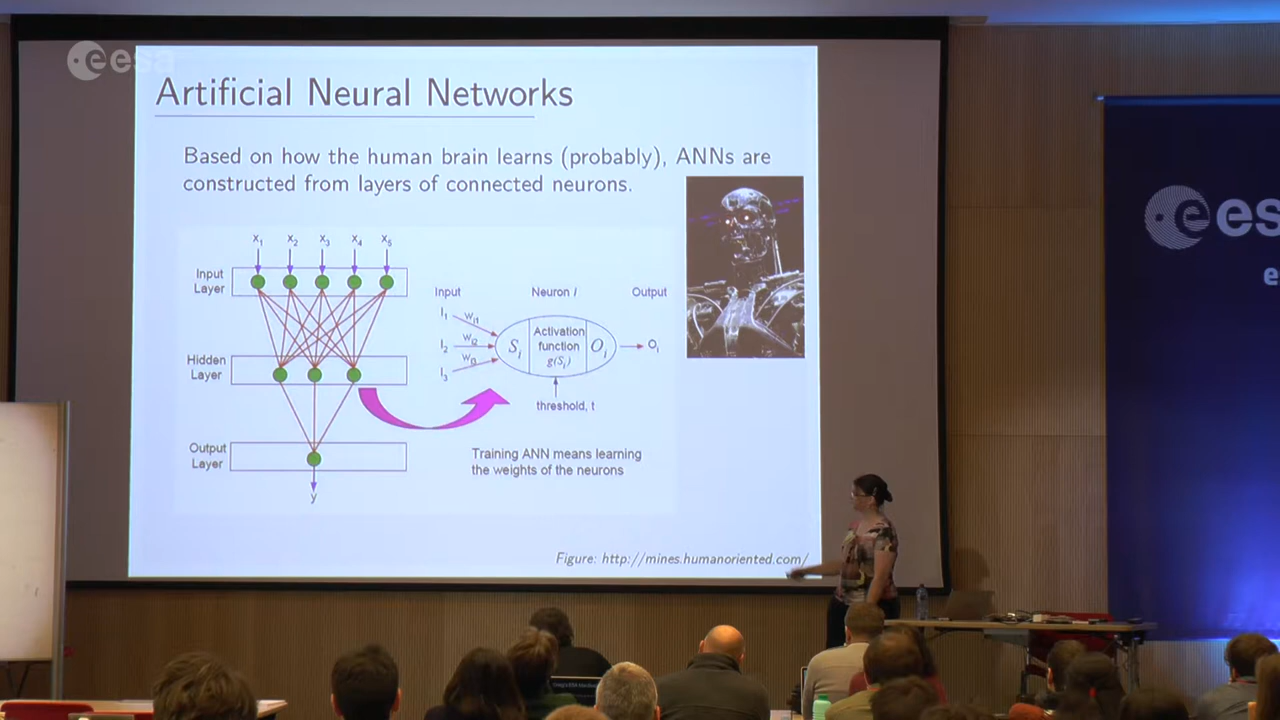 eesa
Artificial Neural Networks
Based on how the human brain learns (probably), ANNs are
constructed from layers of connected neurons.
x₁ x₂ x₃ x₄ x₅
Input
Layer
Hidden
Layer
Output
Layer
y
Input Neuron i Output
I₁ wᵢ₁
I₂ wᵢ₂
I₃ wᵢ₃
Sᵢ
Activation
function
g(Sᵢ)
Oᵢ
Oᵢ
threshold, t
Training ANN means learning
the weights of the neurons
Figure: http://mines.humanoriented.com/
ees
e